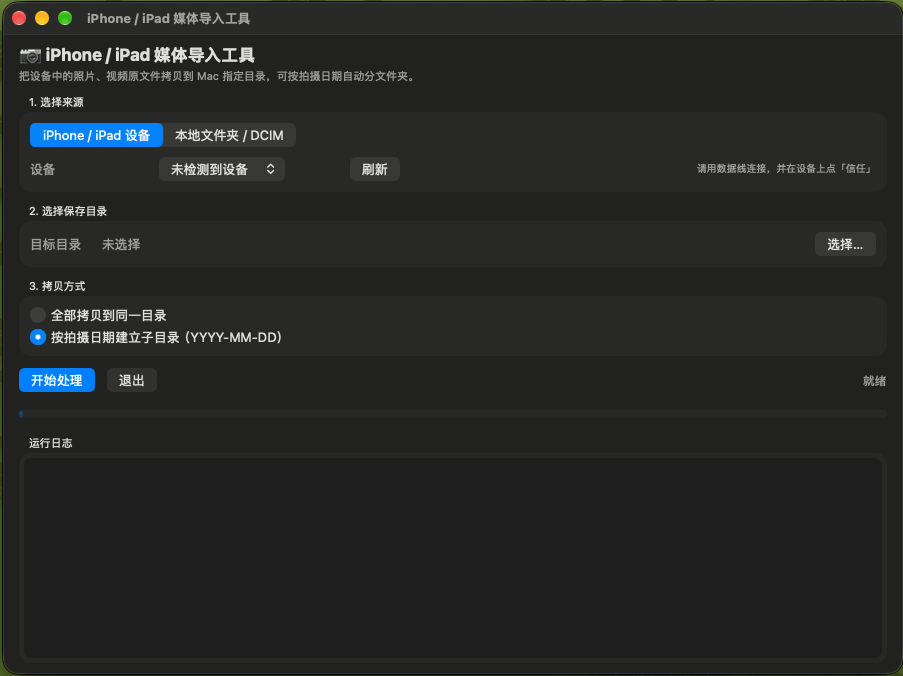 iPhone / iPad 媒体导入工具
iPhone / iPad 媒体导入工具
把设备中的照片、视频原文件拷贝到 Mac 指定目录，可按拍摄日期自动分文件夹。
1. 选择来源
iPhone / iPad 设备 本地文件夹 / DCIM
设备 未检测到设备 刷新 请用数据线连接，并在设备上点「信任」
2. 选择保存目录
目标目录 未选择 选择...
3. 拷贝方式
全部拷贝到同一目录
按拍摄日期建立子目录（YYYY-MM-DD）
开始处理 退出 就绪
运行日志